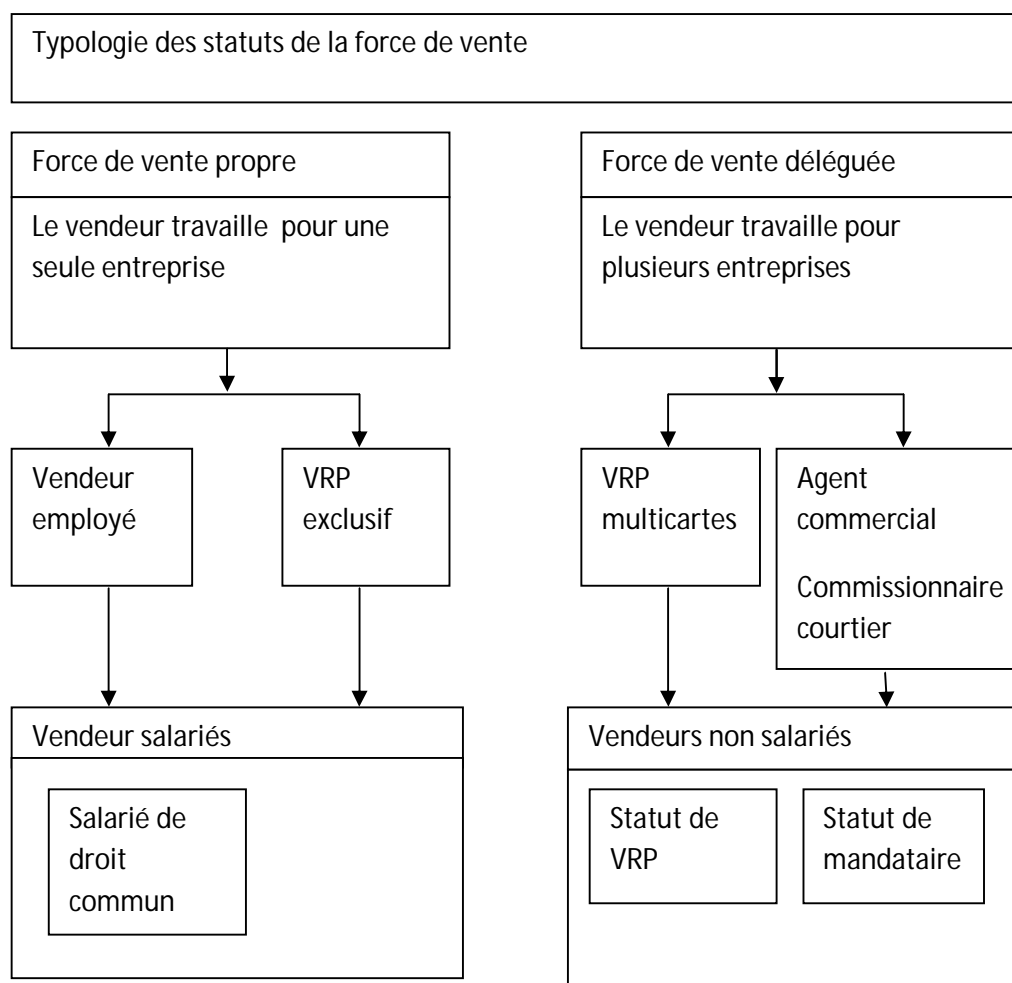 Typologie des statuts de la force de vente
Force de vente propre
Le vendeur travaille pour une
seule entreprise
Force de vente déléguée
Le vendeur travaille pour
plusieurs entreprises
Vendeur
employé
VRP
exclusif
VRP
multicartes
Agent
commercial
Commissionnaire
courtier
Vendeur salariés
Salarié de
droit
commun
Vendeurs non salariés
Statut de
VRP
Statut de
mandataire